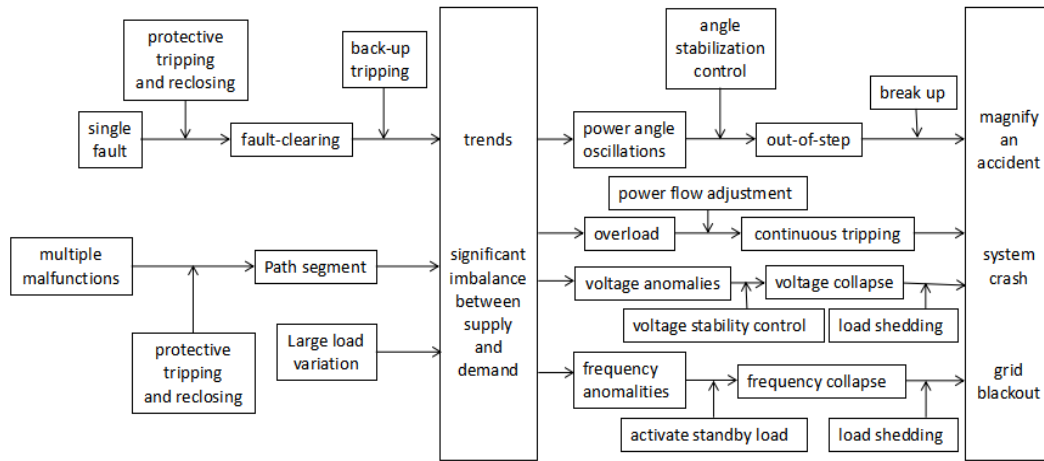 protective
tripping
and reclosing
back-up
tripping
single
fault
fault-clearing
multiple
malfunctions
Path segment
protective
tripping
and reclosing
Large load
variation
trends
significant
imbalance
between
supply
and
demand
angle
stabilization
control
break up
power angle
oscillations
out-of-step
power flow adjustment
overload
continuous tripping
voltage anomalies
voltage collapse
voltage stability control
load shedding
frequency
anomalities
frequency collapse
activate standby load
load shedding
magnify
an
accident
system
crash
grid
blackout